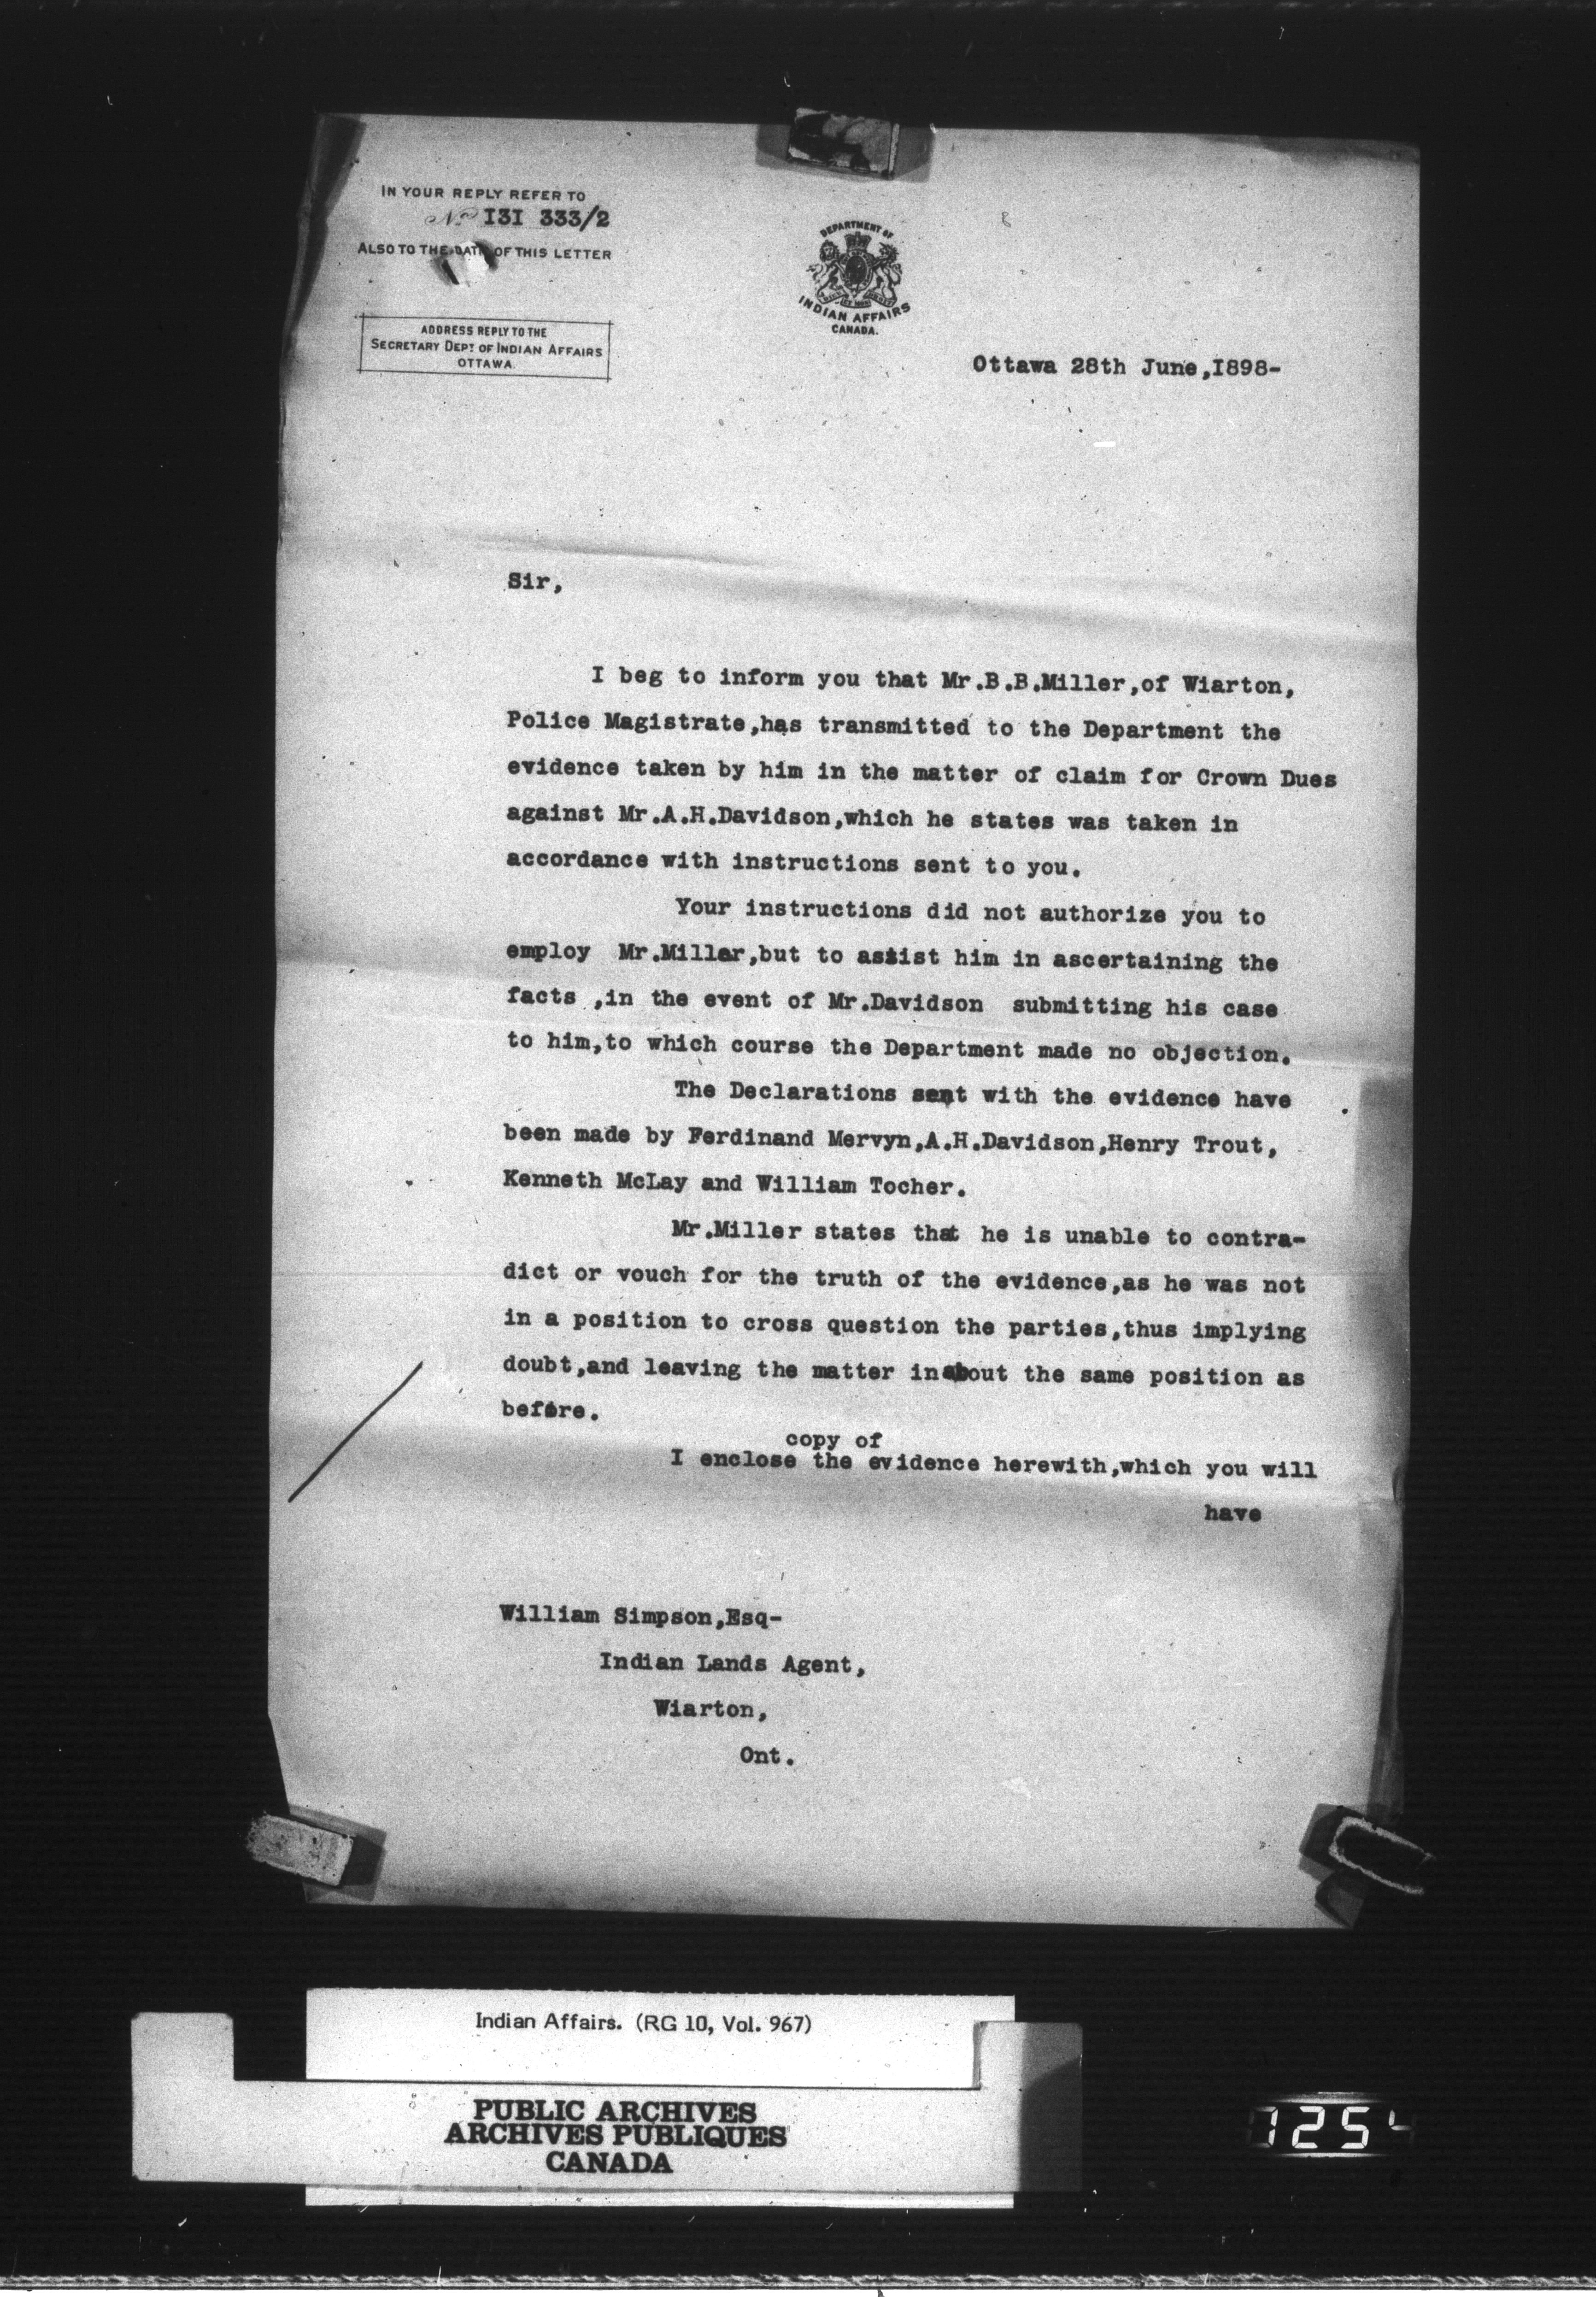 IN YOUR REPLY REFER TO
No 131 333/2
ALSO TO THE DATE OF THIS LETTER
ADDRESS REPLY TO THE
SECRETARY DEPT OF INDIAN AFFAIRS
OTTAWA.
DEPARTMENT OF
INDIAN AFFAIRS
CANADA.
Ottawa 28th June,I898-
Sir,
I beg to inform you that Mr.B.B.Miller,of Wiarton,
Police Magistrate,has transmitted to the Department the
evidence taken by him in the matter of claim for Crown Dues
against Mr.A.H.Davidson,which he states was taken in
accordance with instructions sent to you.
Your instructions did not authorize you to
employ Mr.Miller,but to assist him in ascertaining the
facts ,in the event of Mr.Davidson submitting his case
to him,to which course the Department made no objection.
The Declarations sent with the evidence have
been made by Ferdinand Mervyn,A.H.Davidson,Henry Trout,
Kenneth McLay and William Tocher.
Mr.Miller states that he is unable to contra-
dict or vouch for the truth of the evidence,as he was not
in a position to cross question the parties,thus implying
doubt,and leaving the matter in about the same position as
before.
copy of
I enclose the evidence herewith,which you will
have
William Simpson,Esq-
Indian Lands Agent,
Wiarton,
Ont.
Indian Affairs. (RG 10, Vol. 967)
PUBLIC ARCHIVES
ARCHIVES PUBLIQUES
CANADA